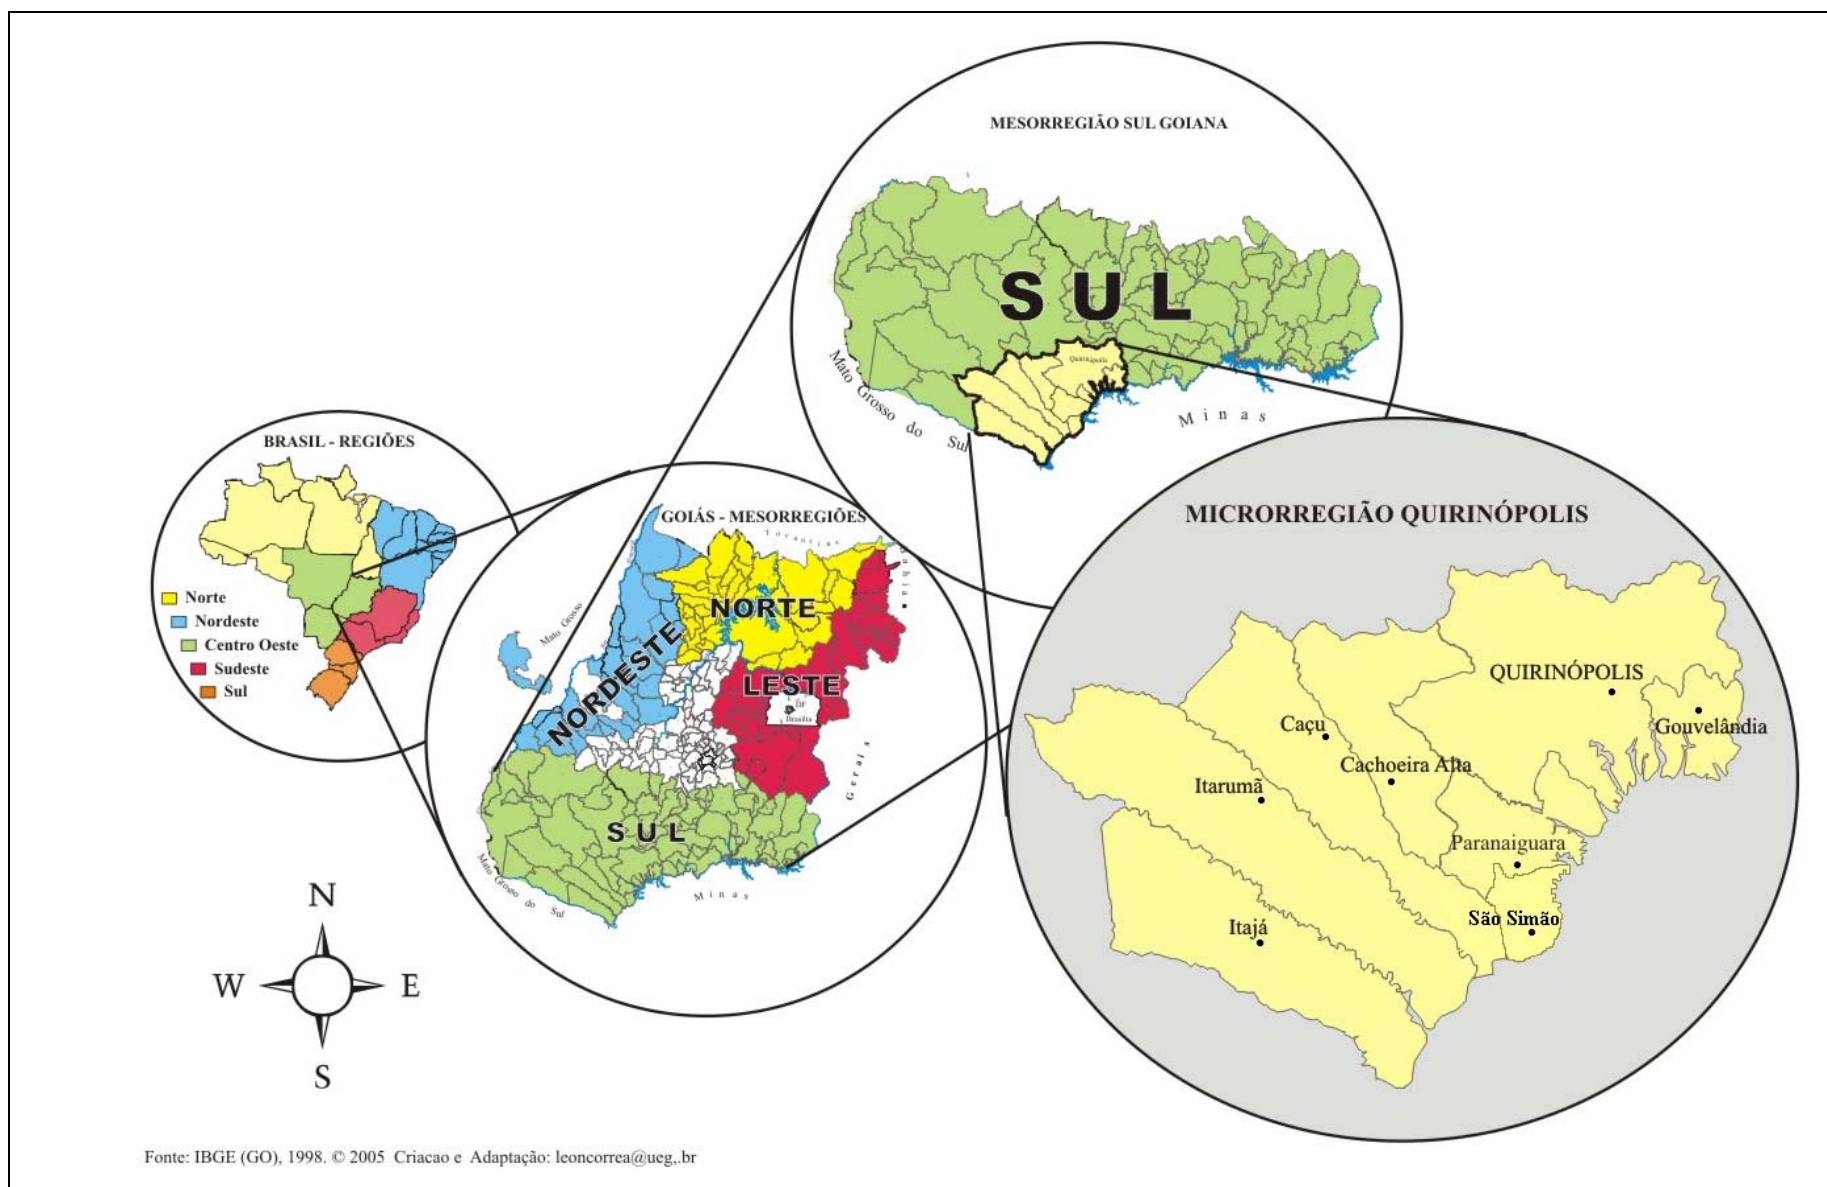 MESORREGIÃO SUL GOIANA
SUL
Quirinópolis
Mato Grosso do Sul
Minas
BRASIL - REGIÕES
Norte
Nordeste
Centro Oeste
Sudeste
Sul
GOIÁS - MESORREGIÕES
Tocantins
Bahia
Mato Grosso
NORTE
NORDESTE
LESTE
DF
Brasília
SUL
Gerais
Mato Grosso do Sul
Minas
MICRORREGIÃO QUIRINÓPOLIS
QUIRINÓPOLIS
Gouvelândia
Caçu
Cachoeira Alta
Itarumã
Paranaiguara
São Simão
Itajá
N
W
E
S
Fonte: IBGE (GO), 1998. © 2005 Criacao e Adaptação: leoncorrea@ueg,.br